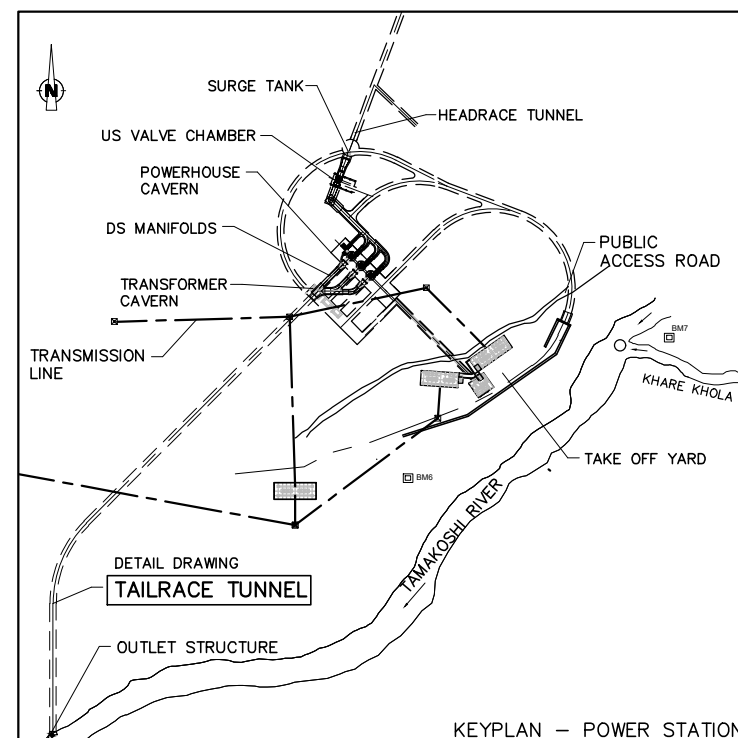 N
SURGE TANK
HEADRACE TUNNEL
US VALVE CHAMBER
POWERHOUSE
CAVERN
DS MANIFOLDS
PUBLIC
ACCESS ROAD
TRANSFORMER
CAVERN
BM7
TRANSMISSION
LINE
KHARE KHOLA
TAKE OFF YARD
BM6
TAMAKOSHI RIVER
DETAIL DRAWING
TAILRACE TUNNEL
OUTLET STRUCTURE
KEYPLAN – POWER STATION